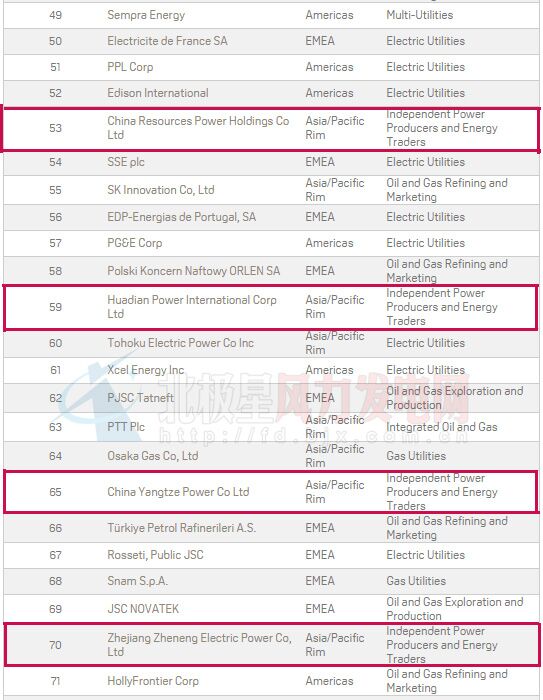 49 Sempra Energy Americas Multi-Utilities
50 Electricite de France SA EMEA Electric Utilities
51 PPL Corp Americas Electric Utilities
52 Edison International Americas Electric Utilities
53 China Resources Power Holdings Co Ltd Asia/Pacific Rim Independent Power Producers and Energy Traders
54 SSE plc EMEA Electric Utilities
55 SK Innovation Co, Ltd Asia/Pacific Rim Oil and Gas Refining and Marketing
56 EDP-Energias de Portugal, SA EMEA Electric Utilities
57 PG&E Corp Americas Electric Utilities
58 Polski Koncern Naftowy ORLEN SA EMEA Oil and Gas Refining and Marketing
59 Huadian Power International Corp Ltd Asia/Pacific Rim Independent Power Producers and Energy Traders
60 Tohoku Electric Power Co Inc Asia/Pacific Rim Electric Utilities
61 Xcel Energy Inc Americas Electric Utilities
62 PJSC Tatneft EMEA Oil and Gas Exploration and Production
63 PTT Plc Asia/Pacific Rim Integrated Oil and Gas
64 Osaka Gas Co, Ltd Asia/Pacific Rim Gas Utilities
65 China Yangtze Power Co Ltd Asia/Pacific Rim Independent Power Producers and Energy Traders
66 Türkiye Petrol Rafinerileri A.S. EMEA Oil and Gas Refining and Marketing
67 Rosseti, Public JSC EMEA Electric Utilities
68 Snam S.p.A. EMEA Gas Utilities
69 JSC NOVATEK EMEA Oil and Gas Exploration and Production
70 Zhejiang Zheneng Electric Power Co, Ltd Asia/Pacific Rim Independent Power Producers and Energy Traders
71 HollyFrontier Corp Americas Oil and Gas Refining and Marketing
北极星风力发电网